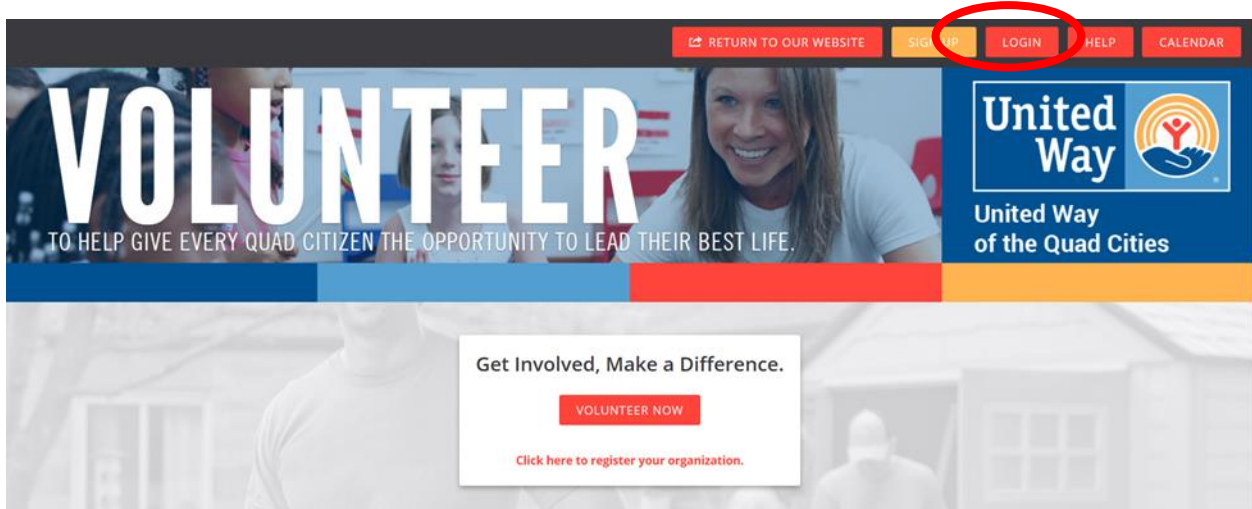 RETURN TO OUR WEBSITE
SIGN UP
LOGIN
HELP
CALENDAR
VOLUNTEER
TO HELP GIVE EVERY QUAD CITIZEN THE OPPORTUNITY TO LEAD THEIR BEST LIFE.
United
Way
United Way
of the Quad Cities
Get Involved, Make a Difference.
VOLUNTEER NOW
Click here to register your organization.